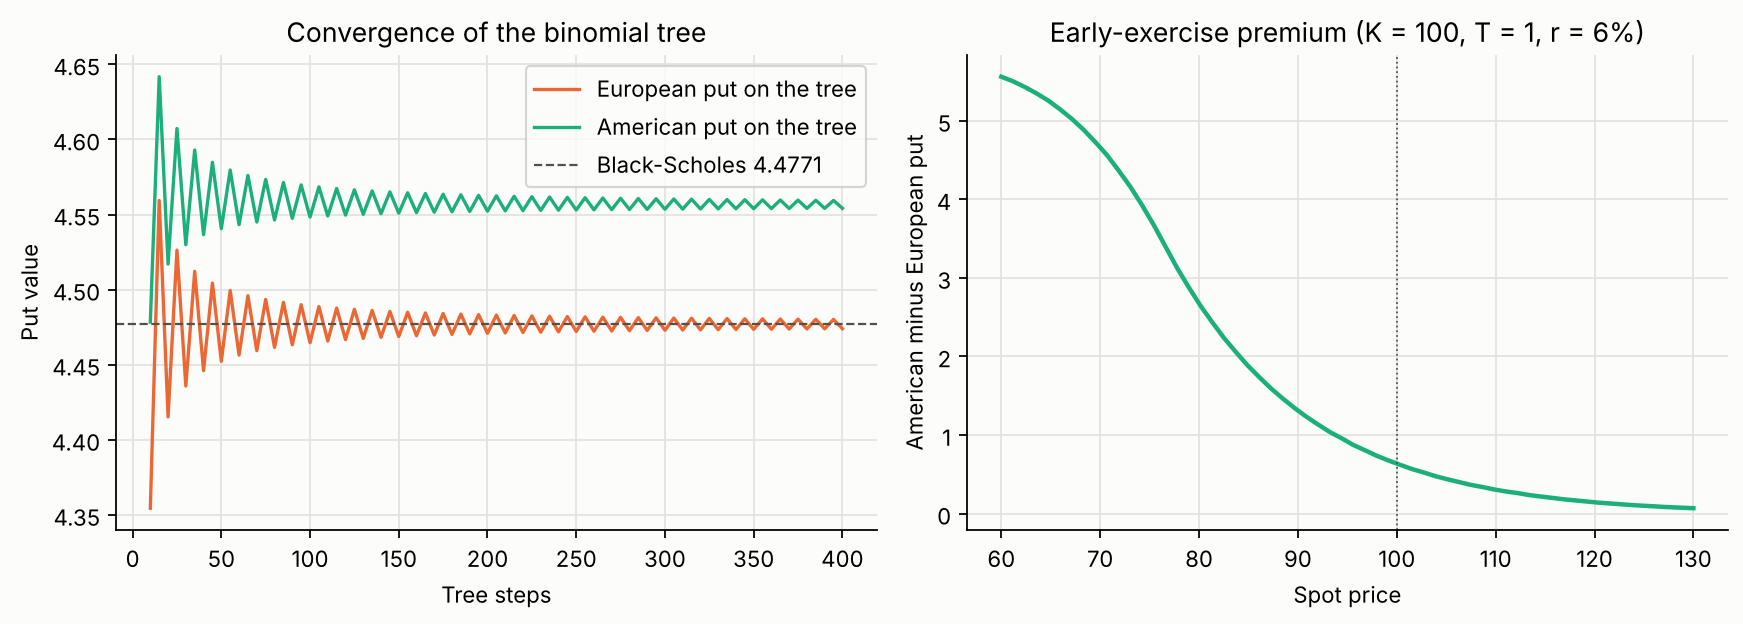 Convergence of the binomial tree
4.65
4.60
4.55
4.50
4.45
4.40
4.35
Put value
European put on the tree
American put on the tree
Black-Scholes 4.4771
0 50 100 150 200 250 300 350 400
Tree steps
Early-exercise premium (K = 100, T = 1, r = 6%)
5
4
3
2
1
0
American minus European put
60 70 80 90 100 110 120 130
Spot price